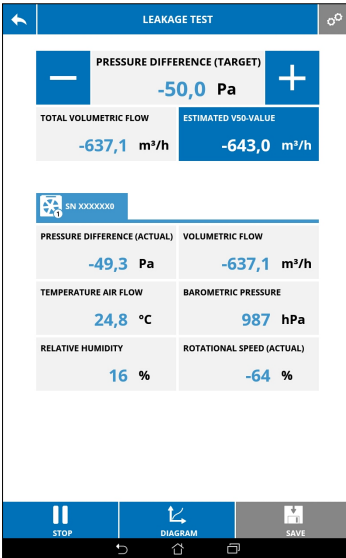 LEAKAGE TEST
PRESSURE DIFFERENCE (TARGET)
-50,0 Pa
TOTAL VOLUMETRIC FLOW
-637,1 m³/h
ESTIMATED V50-VALUE
-643,0 m³/h
1
SN XXXXXX0
PRESSURE DIFFERENCE (ACTUAL)
-49,3 Pa
VOLUMETRIC FLOW
-637,1 m³/h
TEMPERATURE AIR FLOW
24,8 °C
BAROMETRIC PRESSURE
987 hPa
RELATIVE HUMIDITY
16 %
ROTATIONAL SPEED (ACTUAL)
-64 %
STOP
DIAGRAM
SAVE